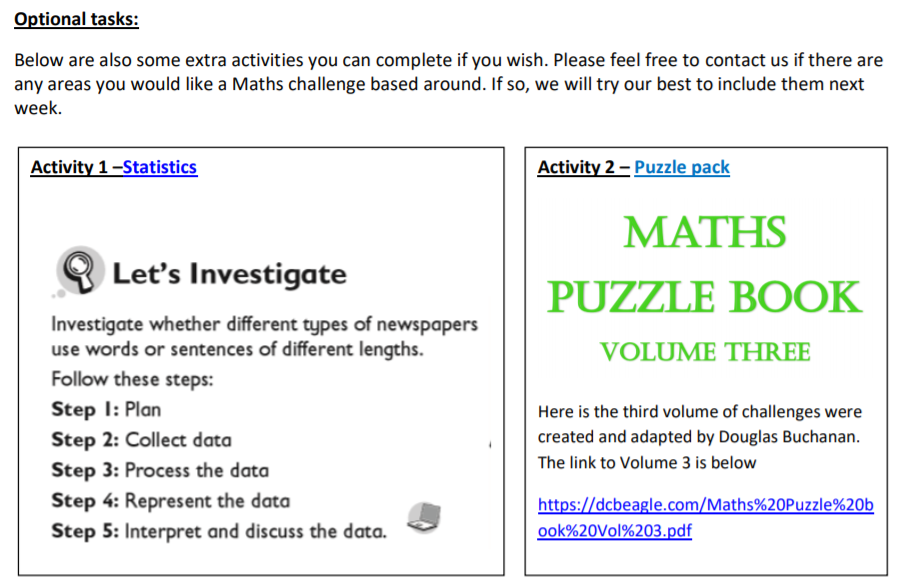 Optional tasks:
Below are also some extra activities you can complete if you wish. Please feel free to contact us if there are
any areas you would like a Maths challenge based around. If so, we will try our best to include them next
week.
Activity 1 –Statistics
Let's Investigate
Investigate whether different types of newspapers
use words or sentences of different lengths.
Follow these steps:
Step 1: Plan
Step 2: Collect data
Step 3: Process the data
Step 4: Represent the data
Step 5: Interpret and discuss the data.
Activity 2 – Puzzle pack
MATHS
PUZZLE BOOK
VOLUME THREE
Here is the third volume of challenges were
created and adapted by Douglas Buchanan.
The link to Volume 3 is below
https://dcbeagle.com/Maths%20Puzzle%20b
ook%20Vol%203.pdf